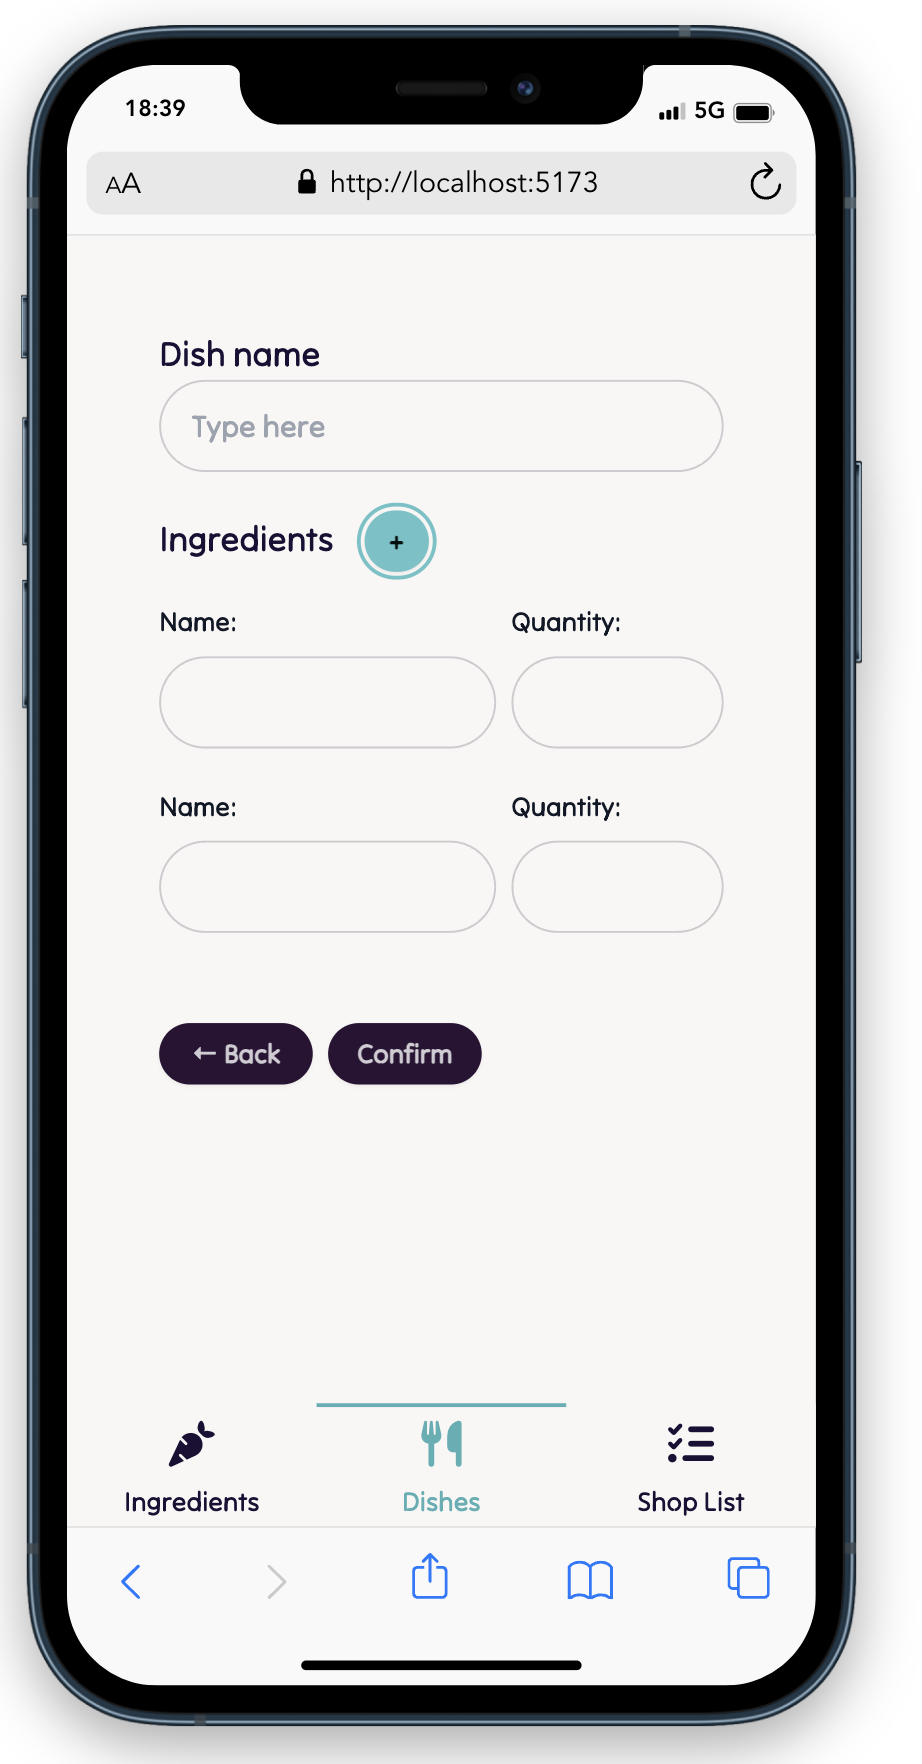 18:39 5G
AA http://localhost:5173
Dish name
Type here
Ingredients +
Name: Quantity:
Name: Quantity:
← Back Confirm
Ingredients Dishes Shop List